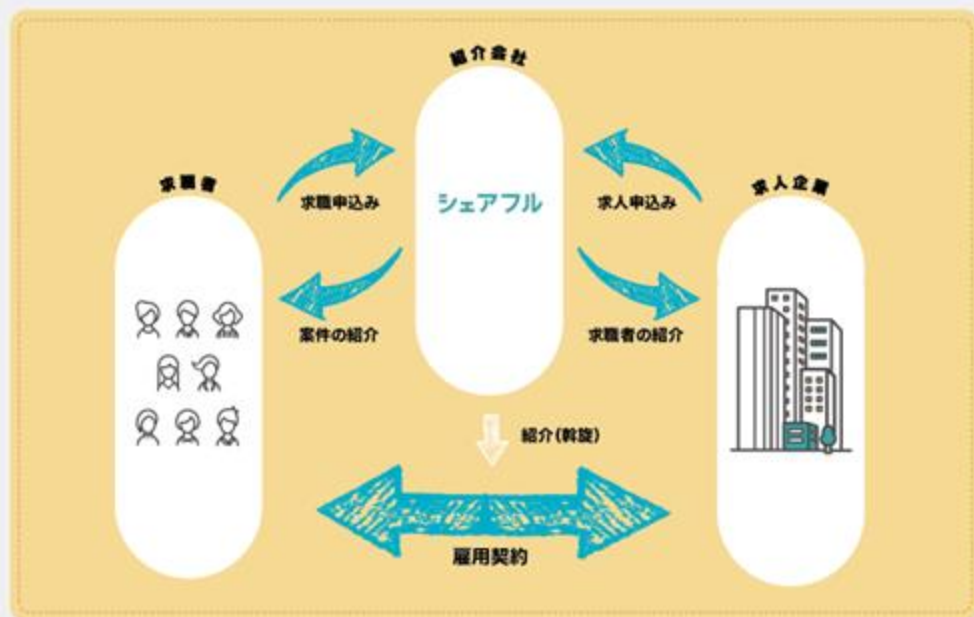 紹介会社
求職者
求人企業
シェアフル
求職申込み
求人申込み
案件の紹介
求職者の紹介
紹介(斡旋)
雇用契約